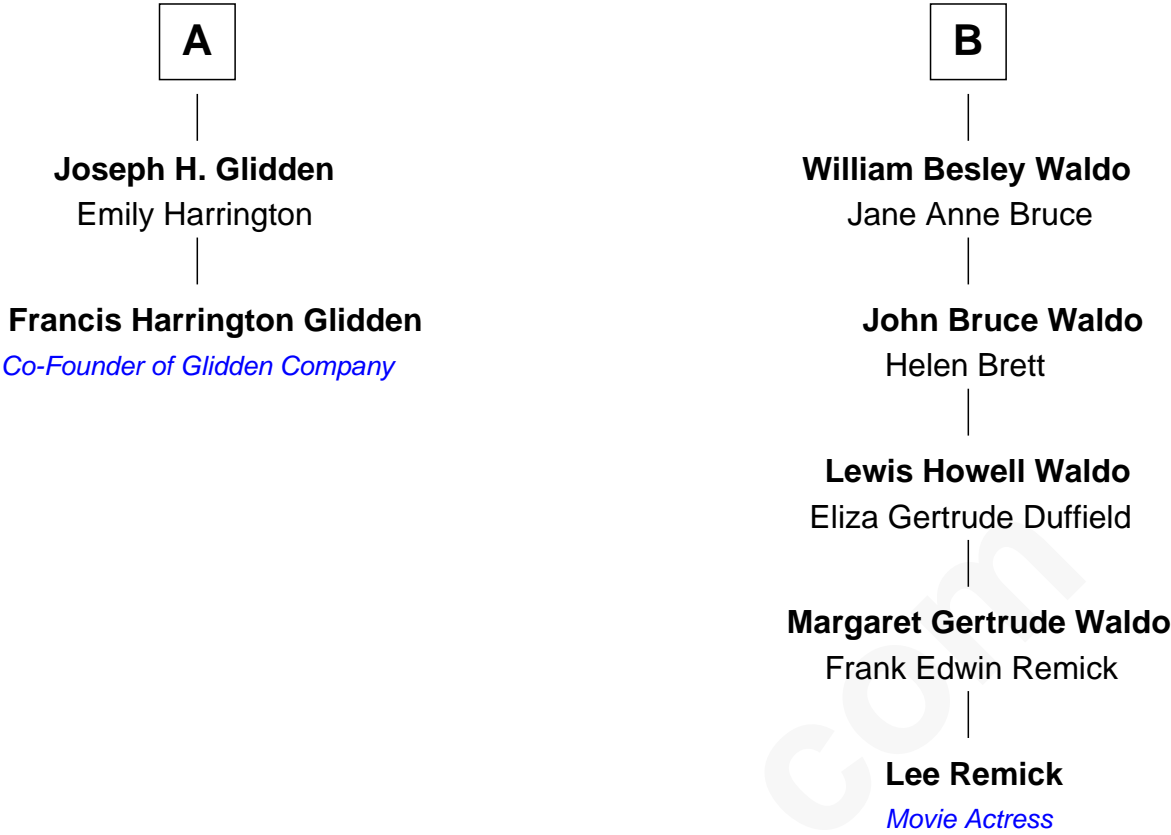 A
Joseph H. Glidden
Emily Harrington
Francis Harrington Glidden
Co-Founder of Glidden Company
B
William Besley Waldo
Jane Anne Bruce
John Bruce Waldo
Helen Brett
Lewis Howell Waldo
Eliza Gertrude Duffield
Margaret Gertrude Waldo
Frank Edwin Remick
Lee Remick
Movie Actress
com